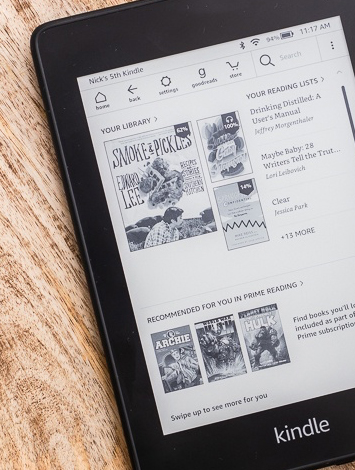 Nick's 5th Kindle
94%
11:17 AM
home
back
settings
g
goodreads
store
Search
YOUR LIBRARY >
YOUR READING LISTS >
62%
SMOKE & PICKLES
EDWARD
LEE
100%
14%
Drinking Distilled: A
User's Manual
Jeffrey Morgenthaler
Maybe Baby: 28
Writers Tell the Trut...
Lori Leibovich
Clear
Jessica Park
+13 MORE
RECOMMENDED FOR YOU IN PRIME READING >
ARCHIE
HULK
Find books you'll lo
included as part of
Prime subscription
Swipe up to see more for you
kindle